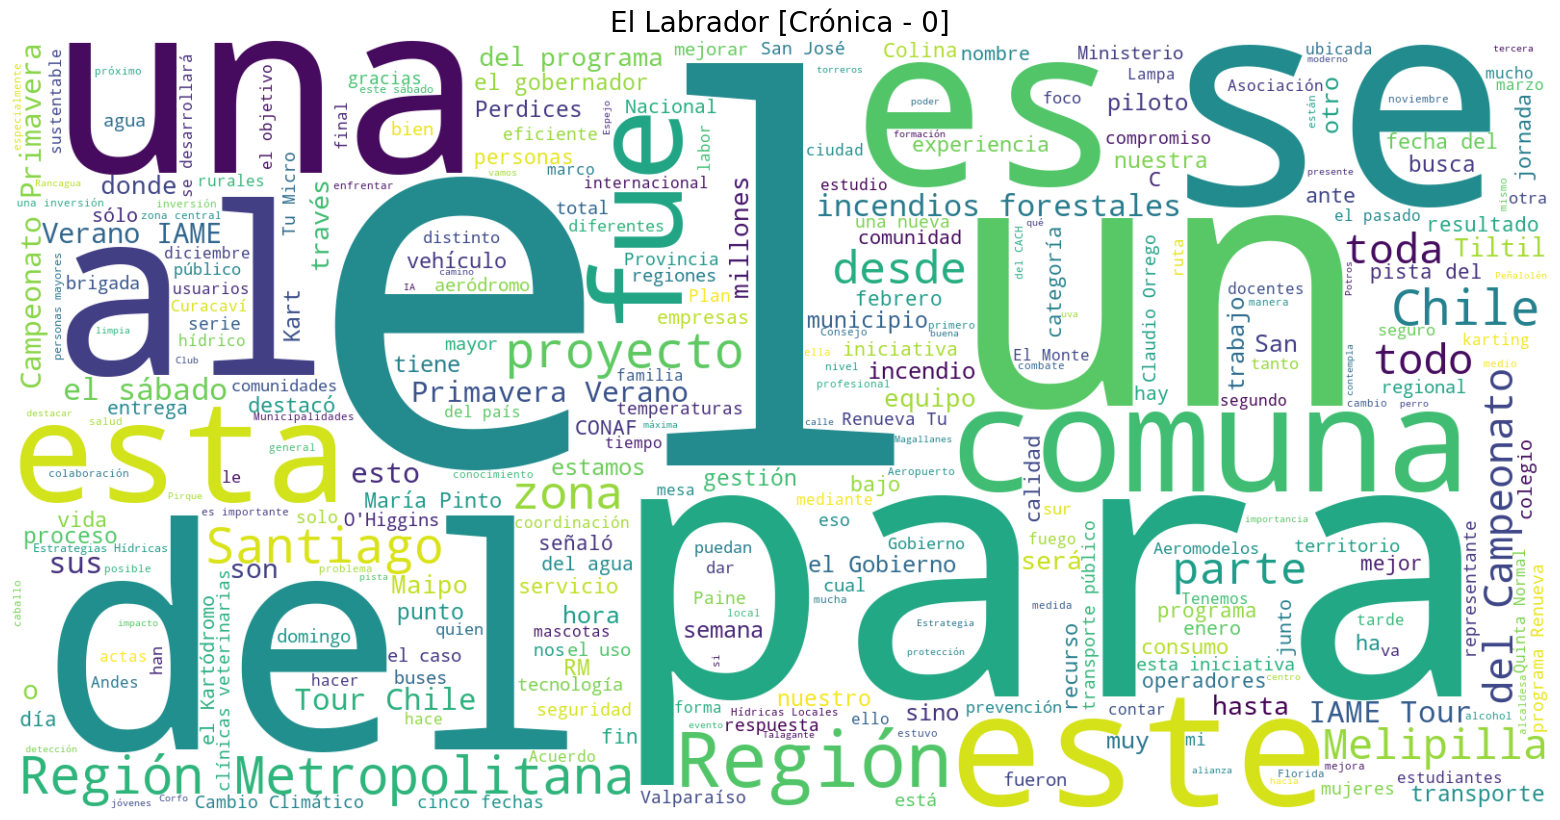 El Labrador [Crónica - 0]
una
el
es
se
un
al
fue
del
para
esta
este
comuna
Región
Región Metropolitana
Santiago
proyecto
zona
desde
Chile
toda
todo
parte
Melipilla
del Campeonato
IAME Tour
Tour Chile
Primavera Verano
Verano IAME
Campeonato Primavera
incendios forestales
incendio
millones
municipio
Tiltil
San
sus
son
esto
Maipo
hora
sino
hasta
muy
será
nuestro
nuestra
semana
servicio
equipo
el Gobierno
el gobernador
del programa
el sábado
estamos
gestión
tiene
vehículo
Kart
través
donde
sólo
agua
sustentable
próximo
se desarrollará
el objetivo
gracias
este sábado
final
bien
Perdices
eficiente
personas
marco
internacional
enfrentar
Nacional
mejorar
San José
torreros
Espejo
labor
ciudad
Colina
nombre
poder
formación
experiencia
foco
Ministerio
Lampa
piloto
compromiso
C
Asociación
ubicada
moderno
tercera
mucho
marzo
están
noviembre
otro
jornada
fecha del
busca
ante
presente
otra
mismo
especialmente
Rancagua
una inversión
zona central
inversión
rurales
Tu Micro
diciembre
público
brigada
usuarios
Curacaví
serie
hídrico
personas mayores
limpia
Club
distinto
camino
IA
aeródromo
total
diferentes
Provincia
regiones
Plan
empresas
mayor
familia
temperaturas
del país
CONAF
máxima
tiempo
estudio
una nueva
comunidad
qué
del CACH
febrero
categoría
Consejo
primero
buena
ella
iniciativa
nivel
profesional
El Monte
combate
uva
hay
Claudio Orrego
ruta
trabajo
docentes
usuarios
manera
Potros
tanto
segundo
contempla
cambio
perro
regional
medio
karting
seguro
Peñalolén
pista del
resultado
el pasado
calle
Renueva Tu
Magallanes
Aeropuerto
bajo
mesa
mediante
eso
calidad
sur
fuego
colegio
representante
comunidades
destacó
entrega
Municipalidades
destacar
salud
general
colaboración
Pirque
le
es importante
solo
María Pinto
O'Higgins
conocimiento
coordinación
señaló
del agua
vida
proceso
Estrategias Hídricas
posible
problema
pista
caballo
impacto
actas
han
Andes
domingo
hacer
el caso
buses
hace
quien
punto
mascotas
nos
el uso
RM
tecnología
seguridad
fin
Acuerdo
clínicas veterinarias
el Kartódromo
o
día
detección
jóvenes
Corfo
Cambio Climático
cinco fechas
Valparaíso
puedan
dar
Paine
local
mucha
si
Gobierno
cual
Estrategia
protección
forma
Hídricas Locales
respuesta
evento
Talagante
ello
estuvo
está
fueron
prevención
medida
recurso
transporte público
contar
mi
alianza
hacia
Aeromodelos
Tenemos
programa
enero
consumo
esta iniciativa
operadores
importancia
territorio
mejor
junto
tarde
ha
va
centro
Florida
mejora
mujeres
estudiantes
transporte
alcohol
alcaldesa
Quinta Normal
programa Renueva